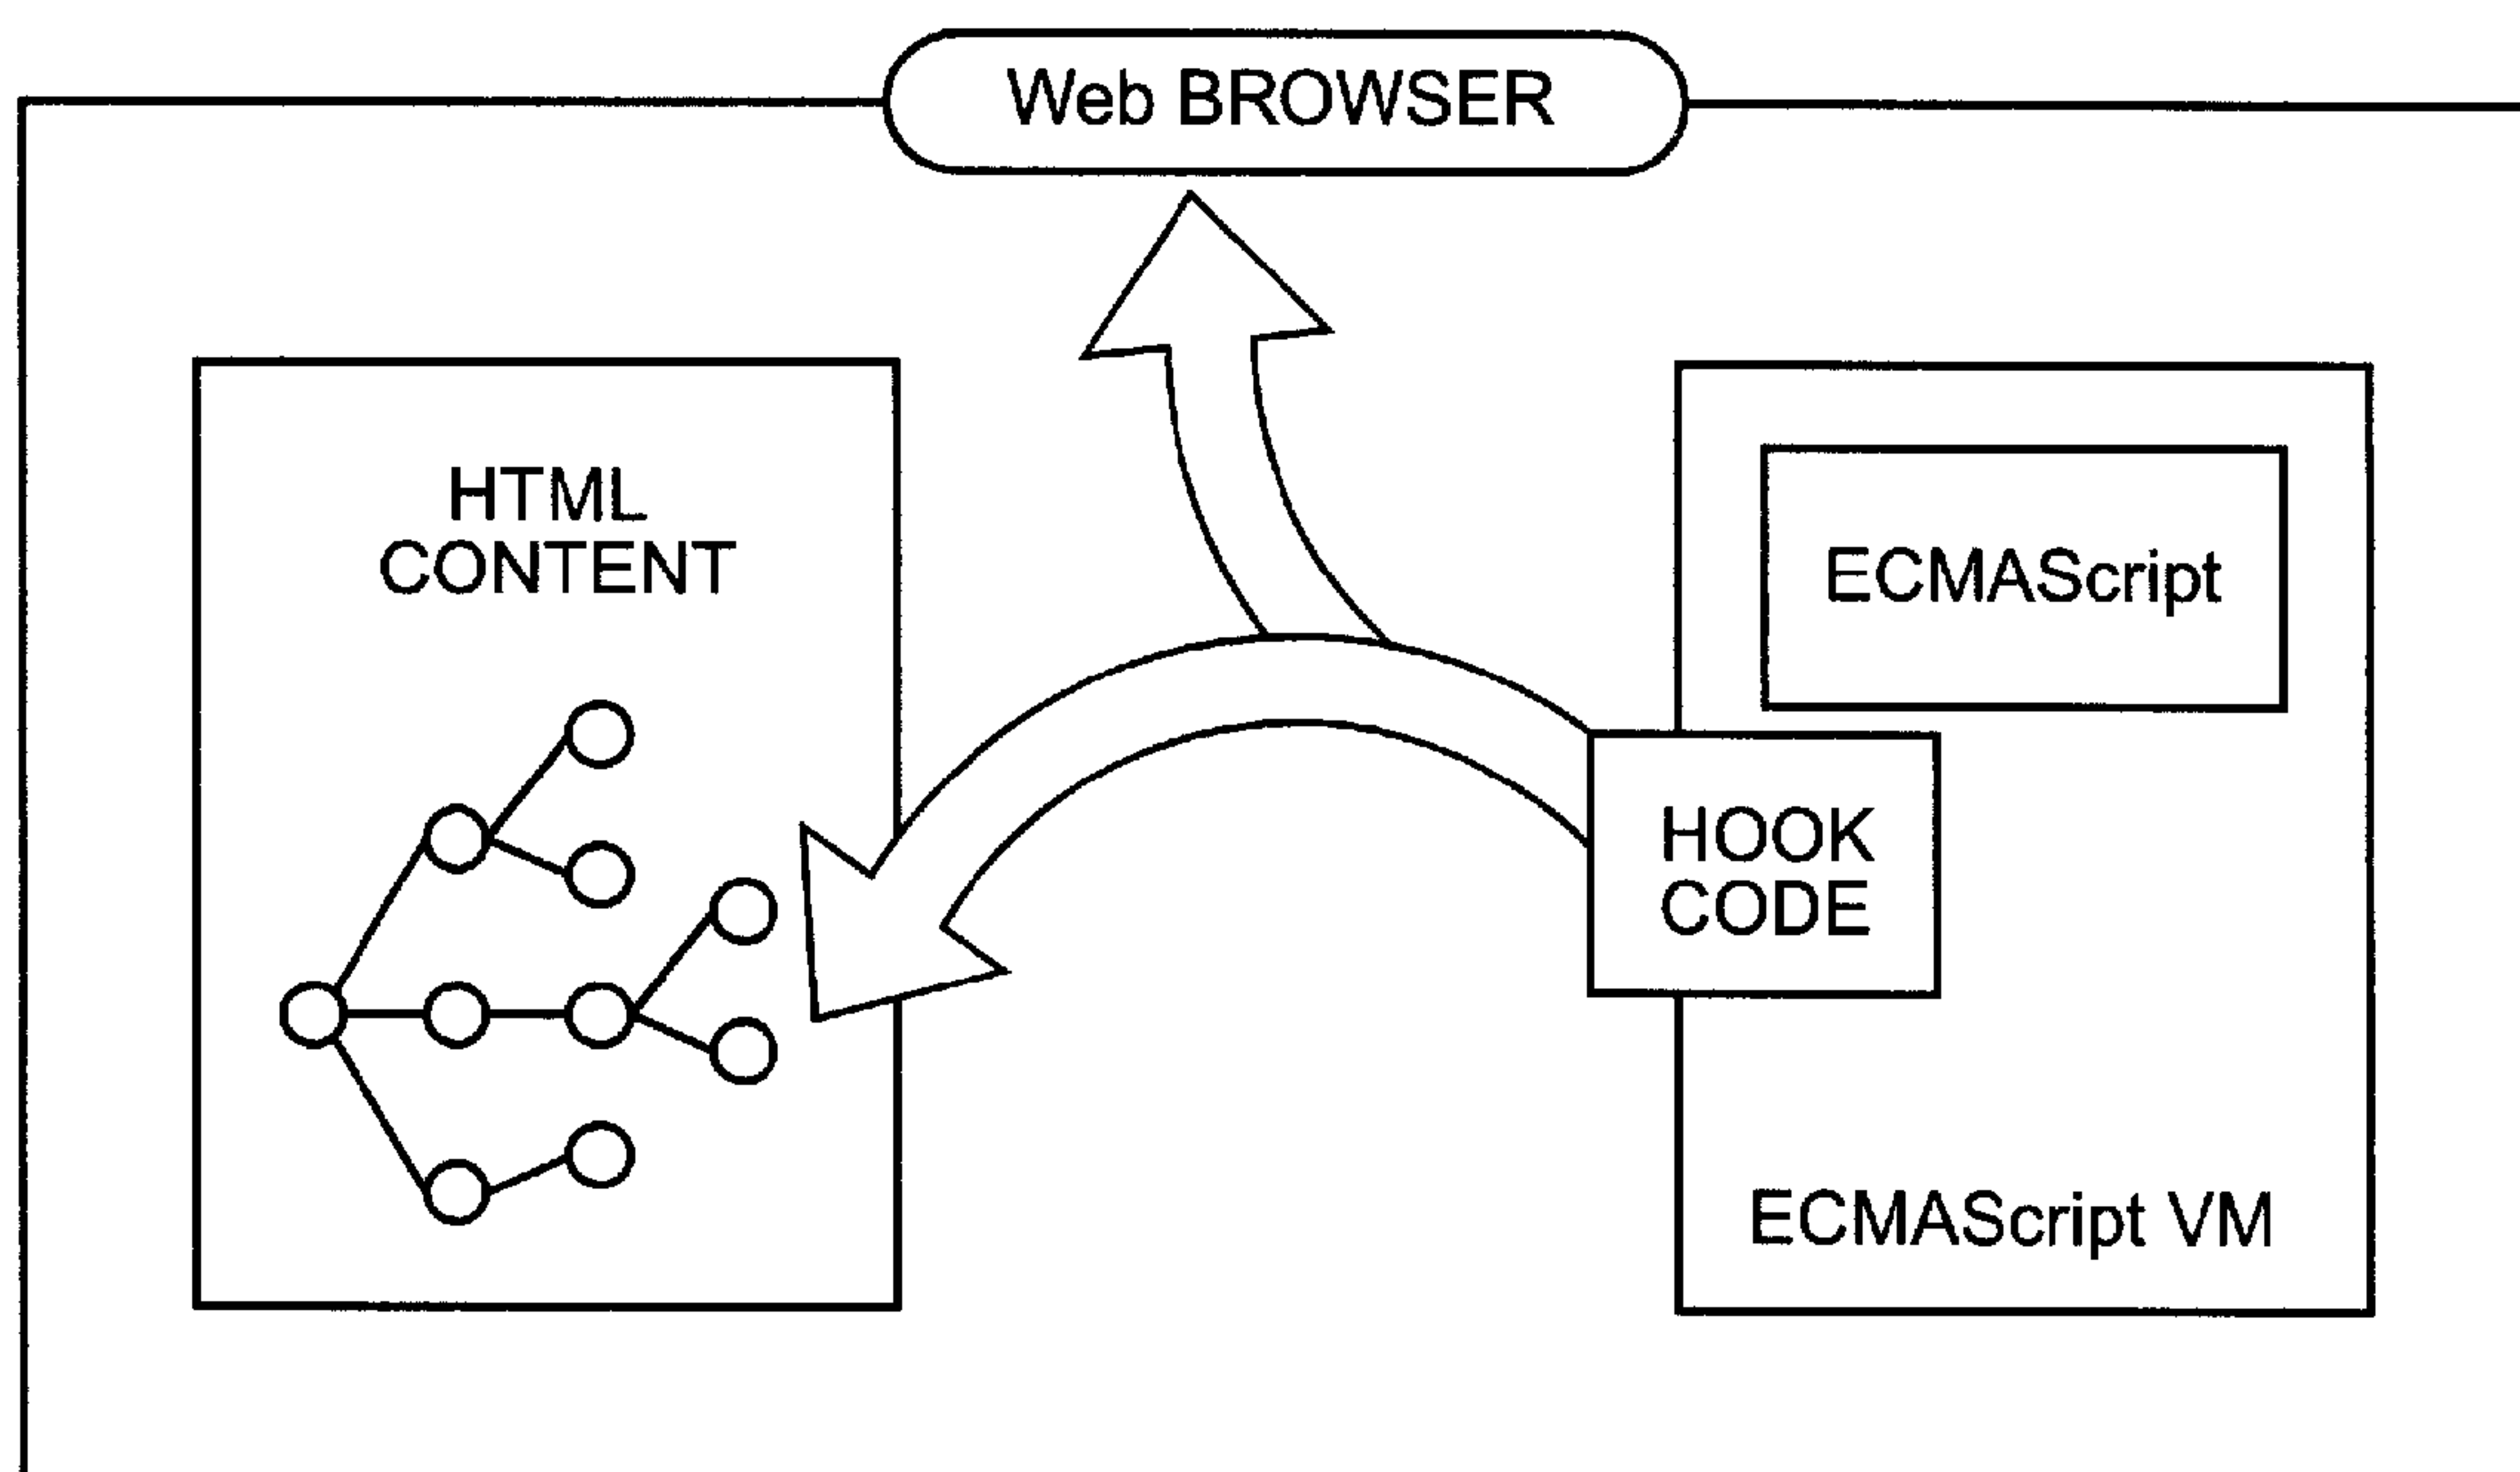 Web BROWSER
HTML
CONTENT
ECMAScript
HOOK
CODE
ECMAScript VM